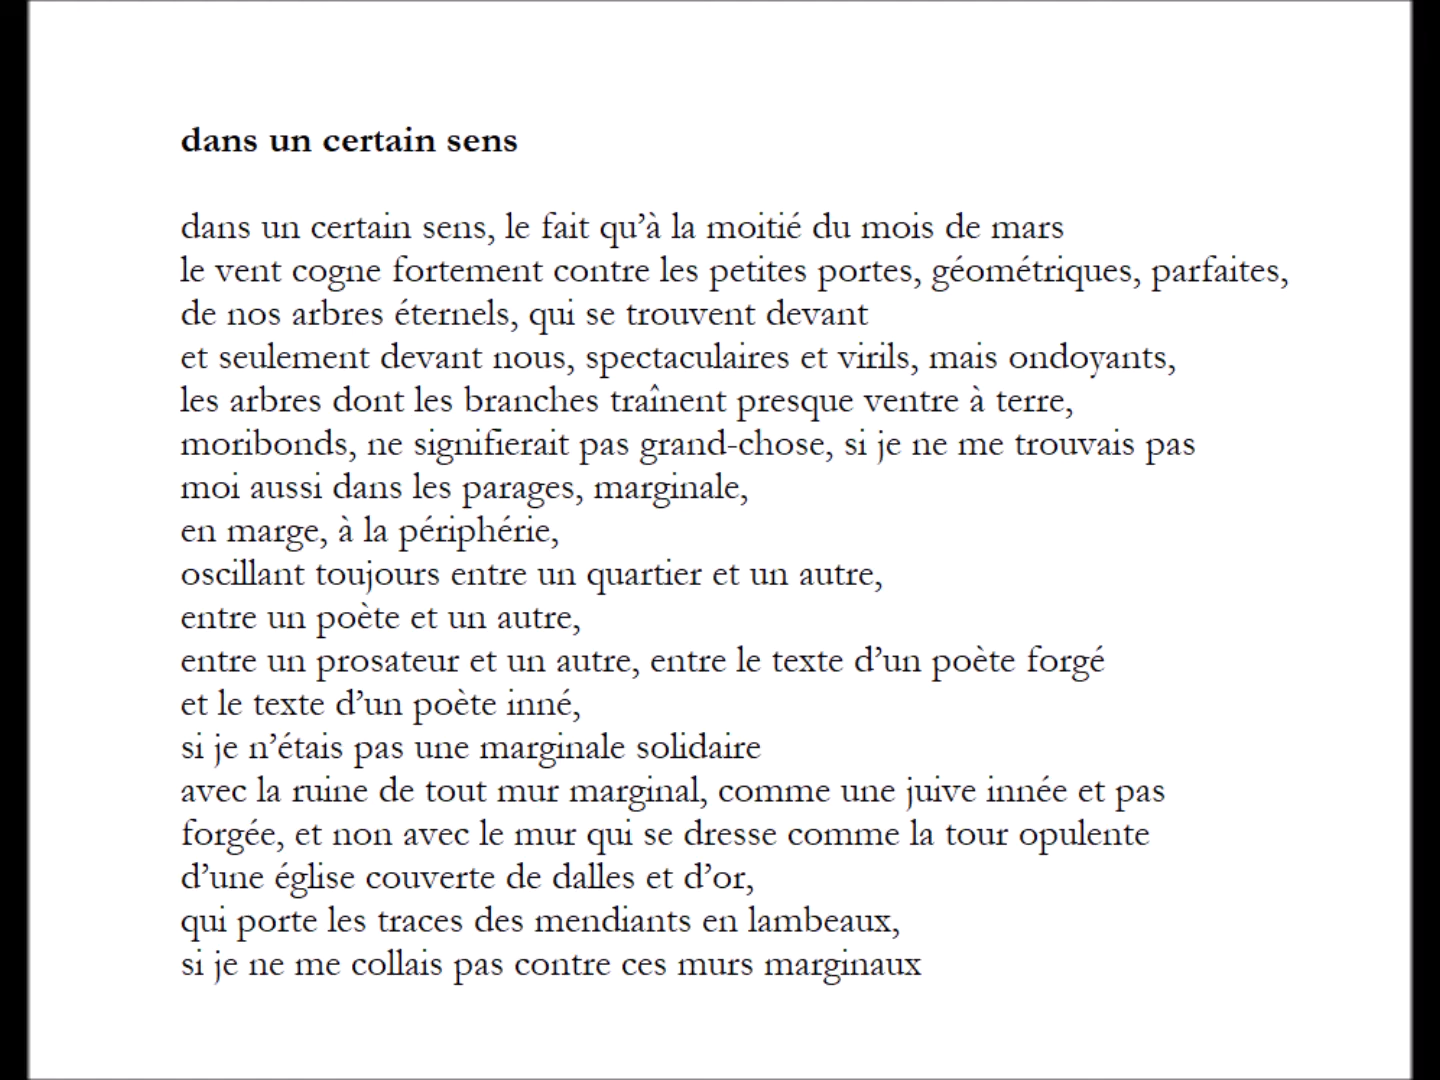 dans un certain sens
dans un certain sens, le fait qu’à la moitié du mois de mars
le vent cogne fortement contre les petites portes, géométriques, parfaites,
de nos arbres éternels, qui se trouvent devant
et seulement devant nous, spectaculaires et virils, mais ondoyants,
les arbres dont les branches traînent presque ventre à terre,
moribonds, ne signifierait pas grand-chose, si je ne me trouvais pas
moi aussi dans les parages, marginale,
en marge, à la périphérie,
oscillant toujours entre un quartier et un autre,
entre un poète et un autre,
entre un prosateur et un autre, entre le texte d’un poète forgé
et le texte d’un poète inné,
si je n’étais pas une marginale solidaire
avec la ruine de tout mur marginal, comme une juive innée et pas
forgée, et non avec le mur qui se dresse comme la tour opulente
d’une église couverte de dalles et d’or,
qui porte les traces des mendiants en lambeaux,
si je ne me collais pas contre ces murs marginaux